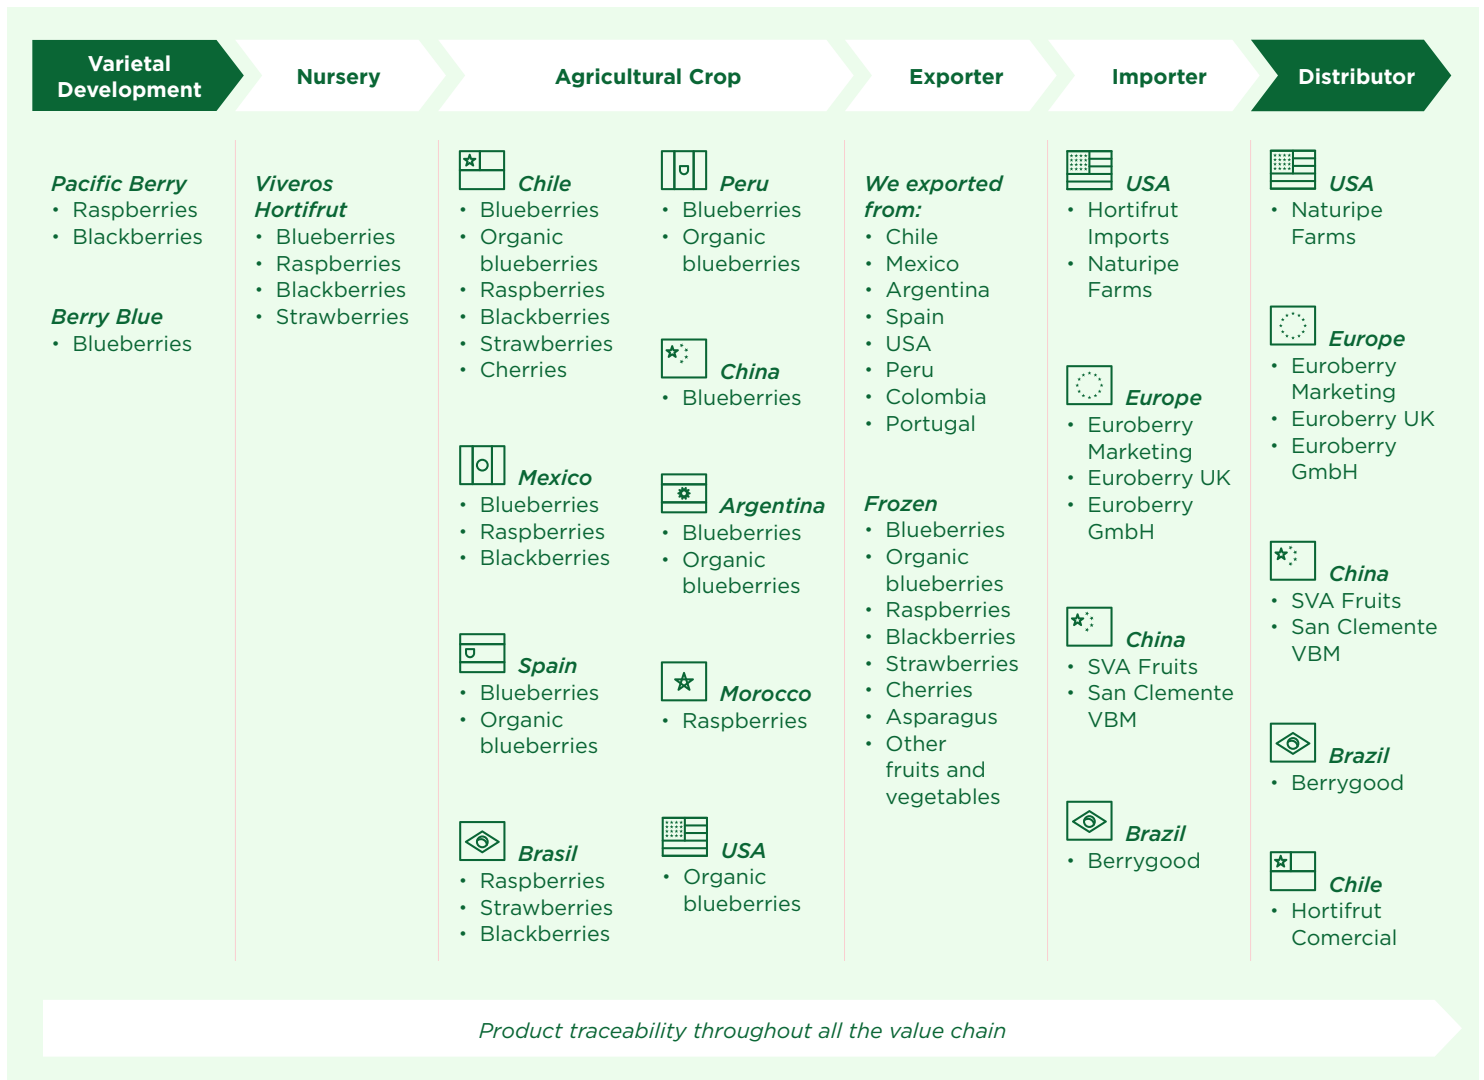 Varietal
Development
Nursery
Agricultural Crop
Exporter
Importer
Distributor
Pacific Berry
• Raspberries
• Blackberries
Berry Blue
• Blueberries
Viveros
Hortifrut
• Blueberries
• Raspberries
• Blackberries
• Strawberries
Chile
• Blueberries
• Organic
blueberries
• Raspberries
• Blackberries
• Strawberries
• Cherries
Mexico
• Blueberries
• Raspberries
• Blackberries
Spain
• Blueberries
• Organic
blueberries
Brasil
• Raspberries
• Strawberries
• Blackberries
Peru
• Blueberries
• Organic
blueberries
China
• Blueberries
Argentina
• Blueberries
• Organic
blueberries
Morocco
• Raspberries
USA
• Organic
blueberries
We exported
from:
• Chile
• Mexico
• Argentina
• Spain
• USA
• Peru
• Colombia
• Portugal
Frozen
• Blueberries
• Organic
blueberries
• Raspberries
• Blackberries
• Strawberries
• Cherries
• Asparagus
• Other
fruits and
vegetables
USA
• Hortifrut
Imports
• Naturipe
Farms
Europe
• Euroberry
Marketing
• Euroberry UK
• Euroberry
GmbH
China
• SVA Fruits
• San Clemente
VBM
Brazil
• Berrygood
USA
• Naturipe
Farms
Europe
• Euroberry
Marketing
• Euroberry UK
• Euroberry
GmbH
China
• SVA Fruits
• San Clemente
VBM
Brazil
• Berrygood
Chile
• Hortifrut
Comercial
Product traceability throughout all the value chain